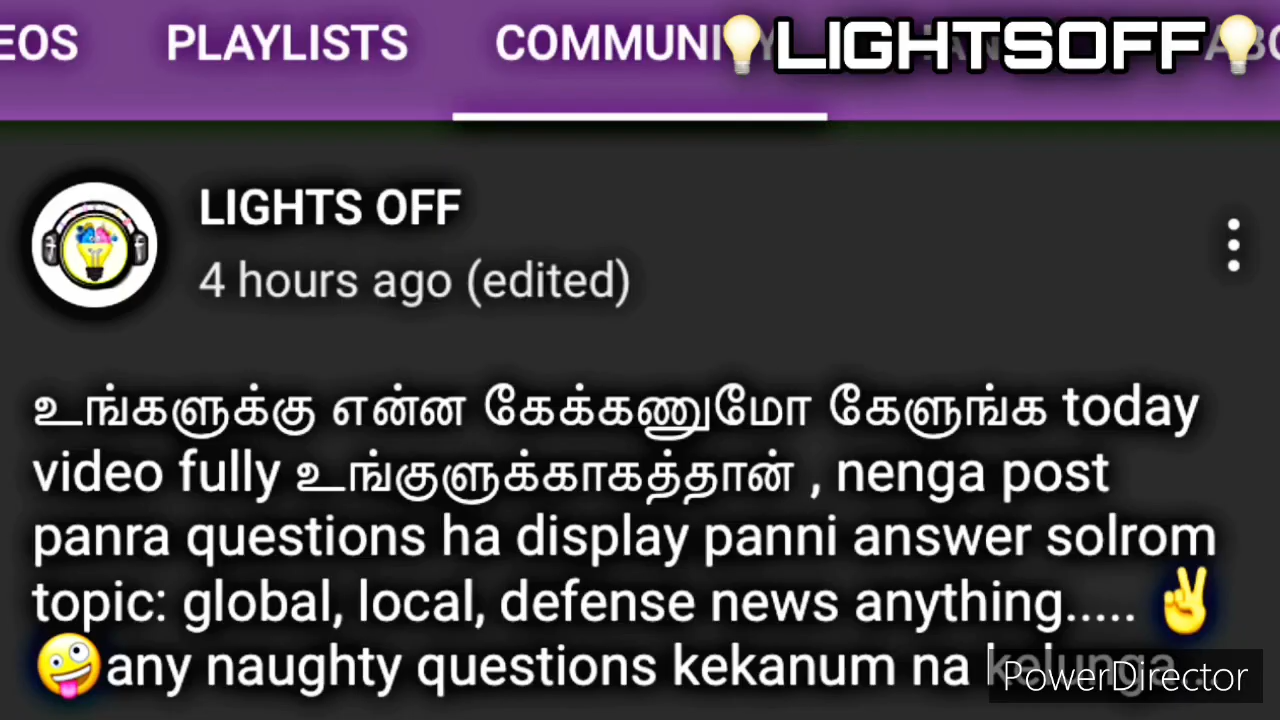 EOS PLAYLISTS COMMUNI
LIGHTSOFF
LIGHTS OFF
4 hours ago (edited)
உங்களுக்கு என்ன கேக்கணுமோ கேளுங்க today
video fully உங்குளுக்காகத்தான் , nenga post
panra questions ha display panni answer solrom
topic: global, local, defense news anything..... ✌
🤪any naughty questions kekanum na kelunga
PowerDirector